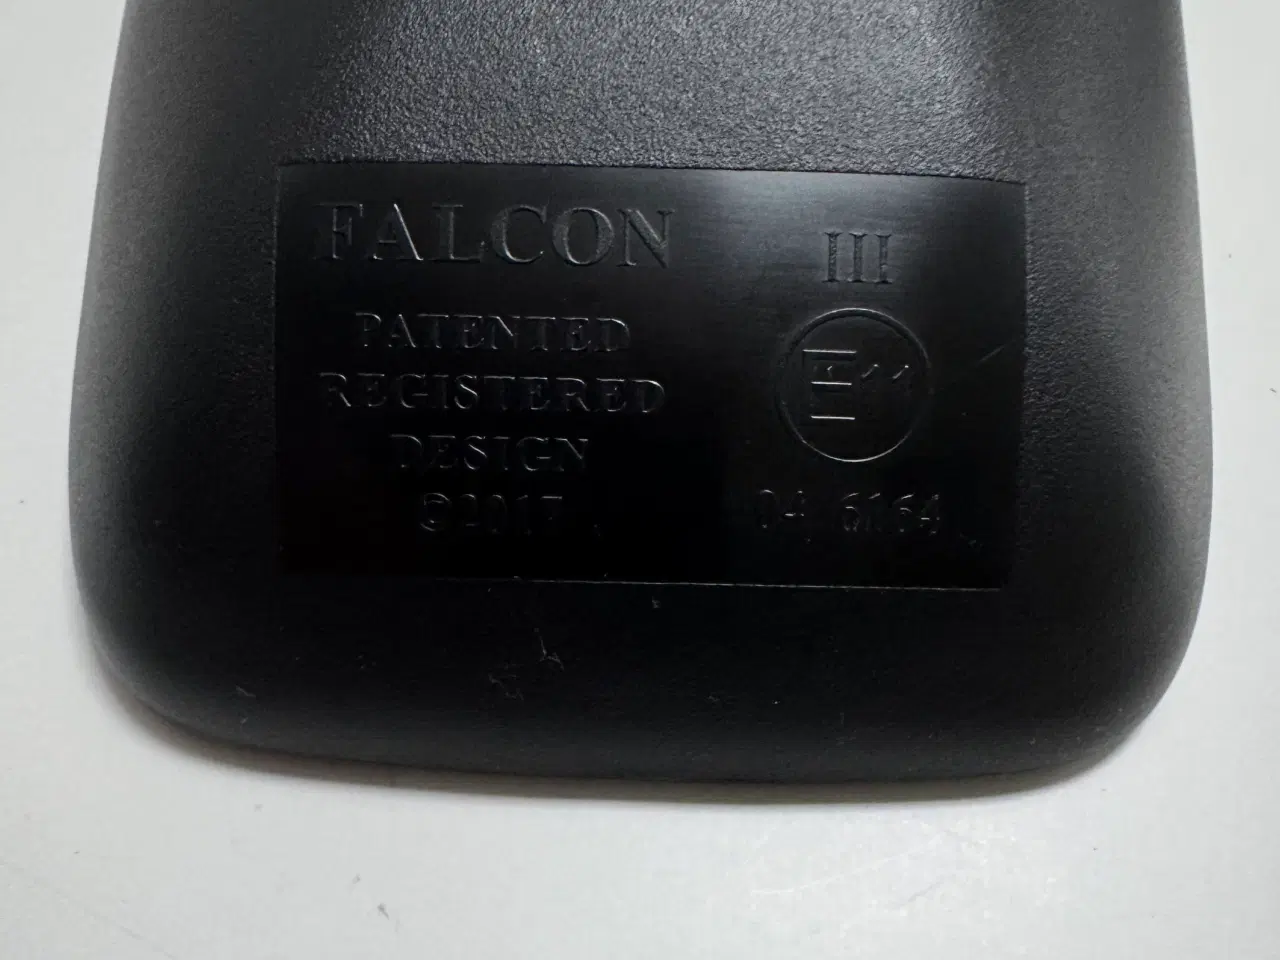 FALCON
PATENTED
REGISTERED
DESIGN
©2017
III
E11
04 6164